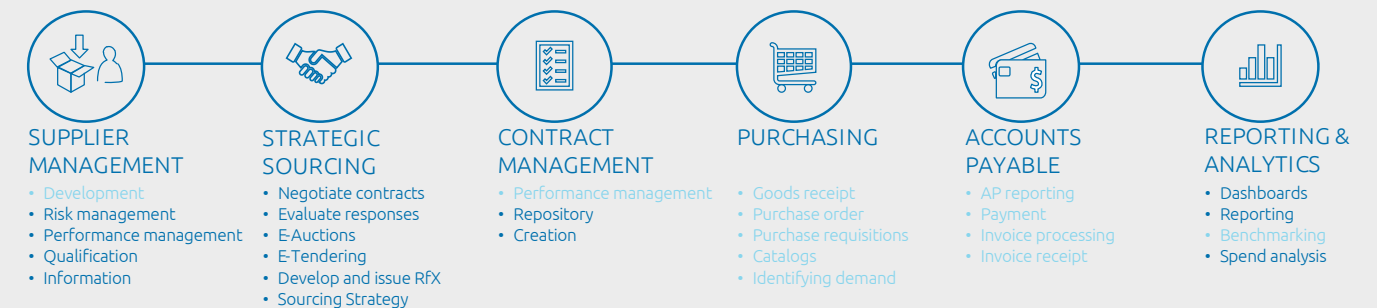 SUPPLIER
MANAGEMENT
• Development
• Risk management
• Performance management
• Qualification
• Information
STRATEGIC
SOURCING
• Negotiate contracts
• Evaluate responses
• E-Auctions
• E-Tendering
• Develop and issue RfX
• Sourcing Strategy
CONTRACT
MANAGEMENT
• Performance management
• Repository
• Creation
PURCHASING
• Goods receipt
• Purchase order
• Purchase requisitions
• Catalogs
• Identifying demand
$
ACCOUNTS
PAYABLE
• AP reporting
• Payment
• Invoice processing
• Invoice receipt
REPORTING &
ANALYTICS
• Dashboards
• Reporting
• Benchmarking
• Spend analysis